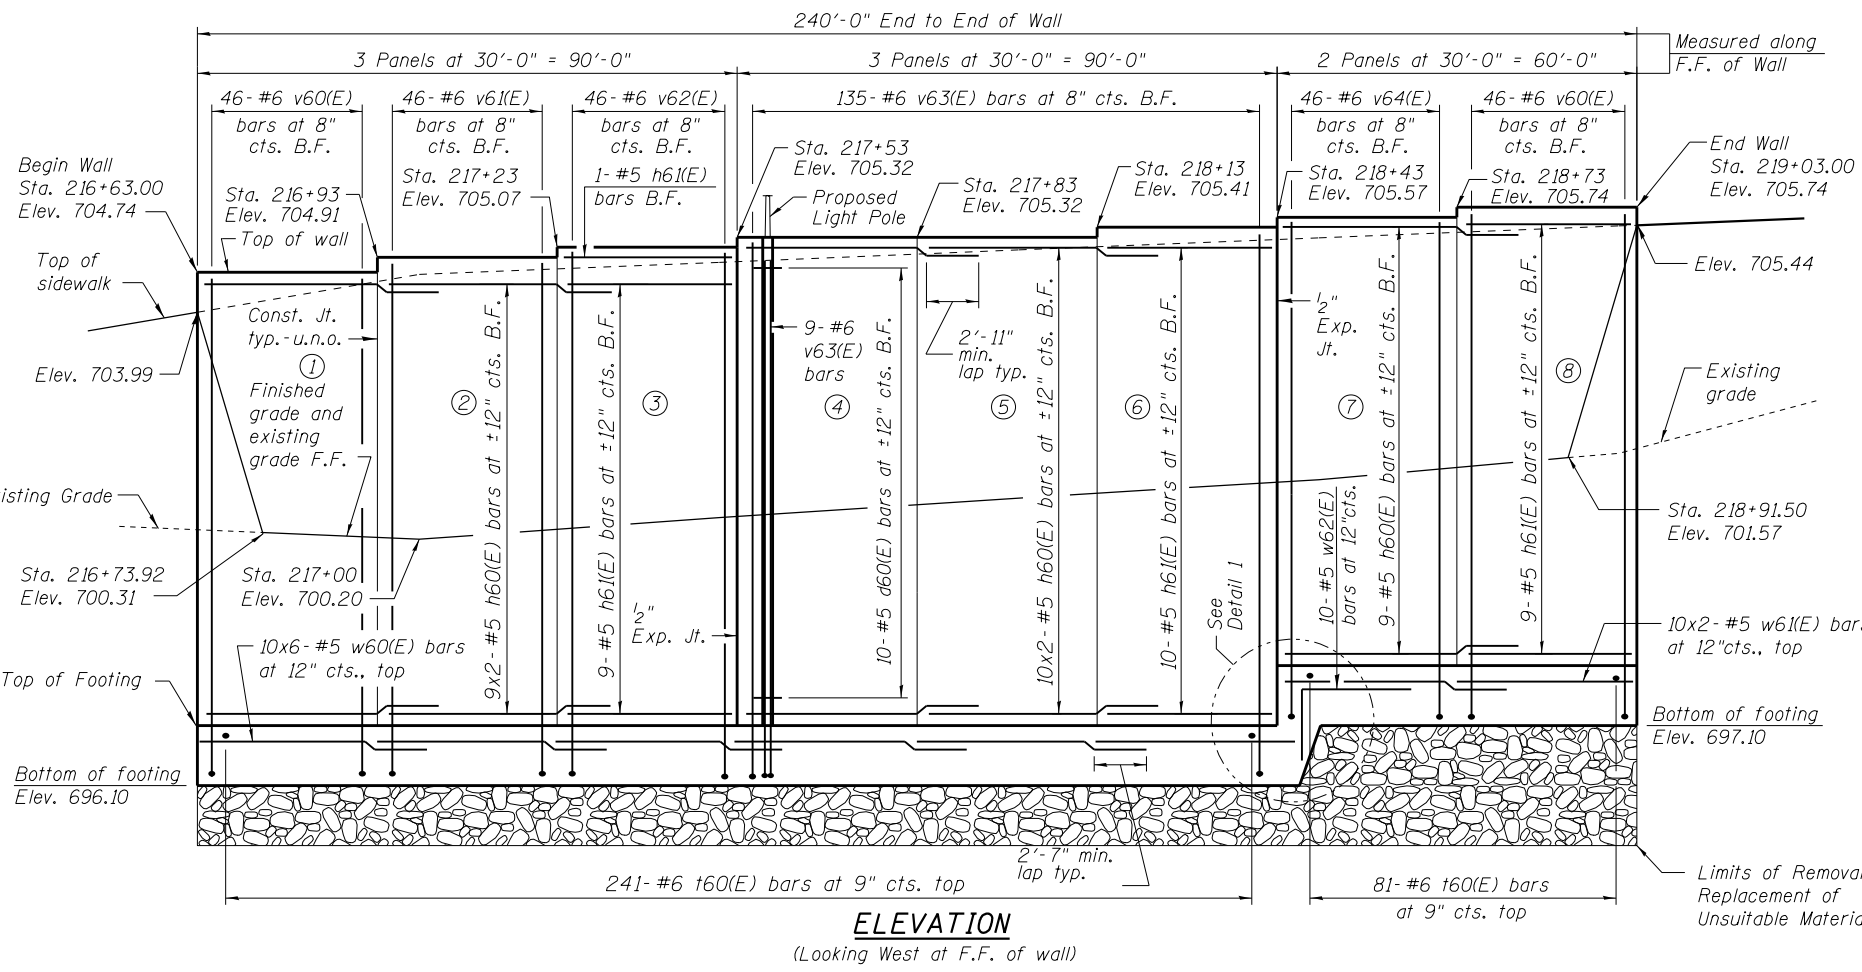 240'-0" End to End of Wall
Measured along
F.F. of Wall
3 Panels at 30'-0" = 90'-0"
3 Panels at 30'-0" = 90'-0"
2 Panels at 30'-0" = 60'-0"
46-#6 v60(E)
bars at 8"
cts. B.F.
46-#6 v61(E)
bars at 8"
cts. B.F.
46-#6 v62(E)
bars at 8"
cts. B.F.
135-#6 v63(E) bars at 8" cts. B.F.
46-#6 v64(E)
bars at 8"
cts. B.F.
46-#6 v60(E)
bars at 8"
cts. B.F.
Begin Wall
Sta. 216+63.00
Elev. 704.74
Sta. 216+93
Elev. 704.91
Top of wall
Sta. 217+23
Elev. 705.07
1-#5 h61(E)
bars B.F.
Sta. 217+53
Elev. 705.32
Proposed
Light Pole
Sta. 217+83
Elev. 705.32
Sta. 218+13
Elev. 705.41
Sta. 218+43
Elev. 705.57
Sta. 218+73
Elev. 705.74
End Wall
Sta. 219+03.00
Elev. 705.74
Top of
sidewalk
Elev. 703.99
Elev. 705.44
Const. Jt.
typ.-u.n.o.
1
Finished
grade and
existing
grade F.F.
2
9x2-#5 h60(E) bars at ±12" cts. B.F.
9-#5 h61(E) bars at ±12" cts. B.F.
3
9-#6
v63(E)
bars
4
10-#5 d60(E) bars at ±12" cts. B.F.
2'-11"
min.
lap typ.
5
10x2-#5 h60(E) bars at ±12" cts. B.F.
6
10-#5 h61(E) bars at ±12" cts. B.F.
1/2"
Exp.
Jt.
7
10-#5 w62(E)
bars at 12"cts.
9-#5 h60(E) bars at ±12" cts. B.F.
9-#5 h61(E) bars at ±12" cts. B.F.
8
Existing
grade
isting Grade
Sta. 216+73.92
Elev. 700.31
Sta. 217+00
Elev. 700.20
1/2"
Exp. Jt.
See
Detail 1
Sta. 218+91.50
Elev. 701.57
10x6-#5 w60(E) bars
at 12" cts., top
10x2-#5 w61(E) bars
at 12"cts., top
Top of Footing
Bottom of footing
Elev. 696.10
Bottom of footing
Elev. 697.10
2'-7" min.
lap typ.
241-#6 t60(E) bars at 9" cts. top
81-#6 t60(E) bars
at 9" cts. top
Limits of Removal
Replacement of
Unsuitable Materia
ELEVATION
(Looking West at F.F. of wall)